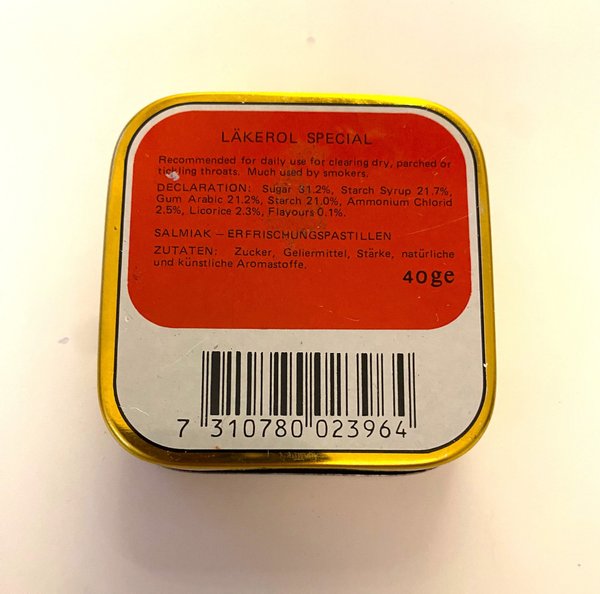 LÄKEROL SPECIAL
Recommended for daily use for clearing dry, parched or
tickling throats. Much used by smokers.
DECLARATION: Sugar 31.2%, Starch Syrup 21.7%,
Gum Arabic 21.2%, Starch 21.0%, Ammonium Chlorid
2.5%, Licorice 2.3%, Flavours 0.1%.
SALMIAK – ERFRISCHUNGSPASTILLEN
ZUTATEN: Zucker, Geliermittel, Stärke, natürliche
und künstliche Aromastoffe.
40ge
7 310780 023964